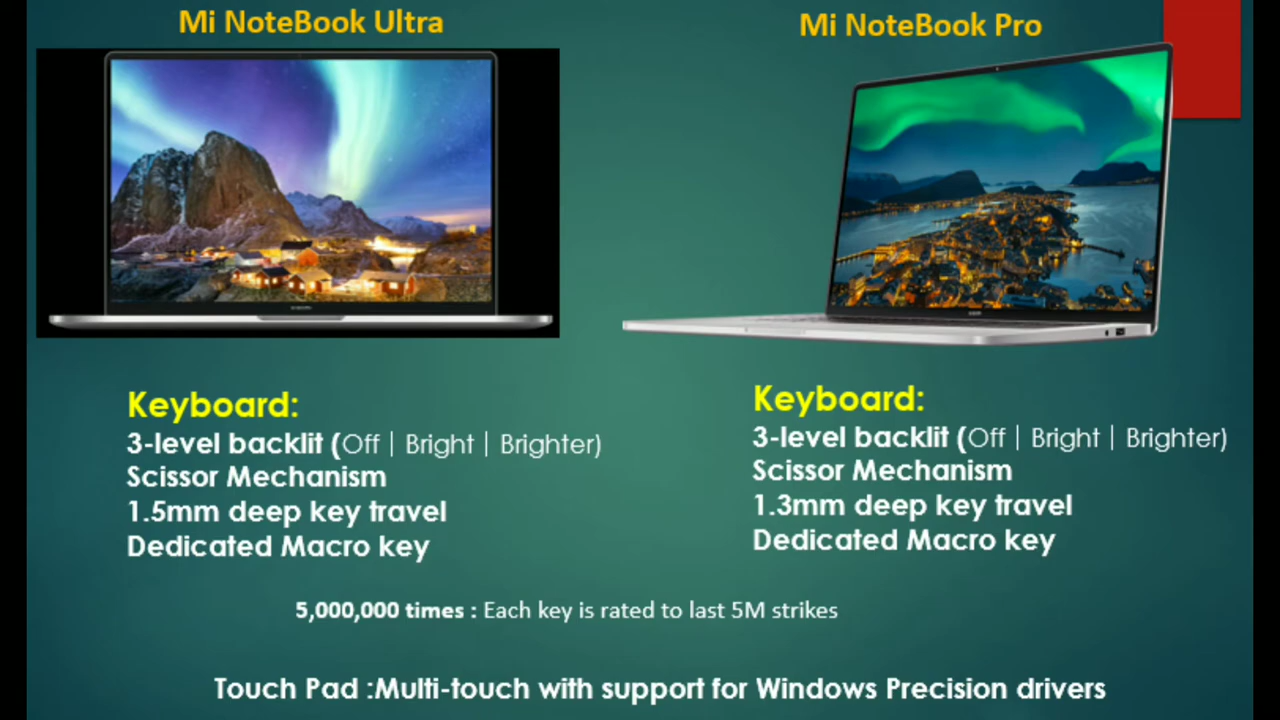 Mi NoteBook Ultra
Mi NoteBook Pro
Keyboard:
3-level backlit (Off | Bright | Brighter)
Scissor Mechanism
1.5mm deep key travel
Dedicated Macro key
Keyboard:
3-level backlit (Off | Bright | Brighter)
Scissor Mechanism
1.3mm deep key travel
Dedicated Macro key
5,000,000 times : Each key is rated to last 5M strikes
Touch Pad :Multi-touch with support for Windows Precision drivers